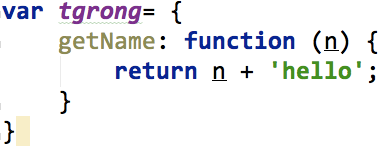 var tgrong= {
getName: function (n) {
return n + 'hello';
}
}